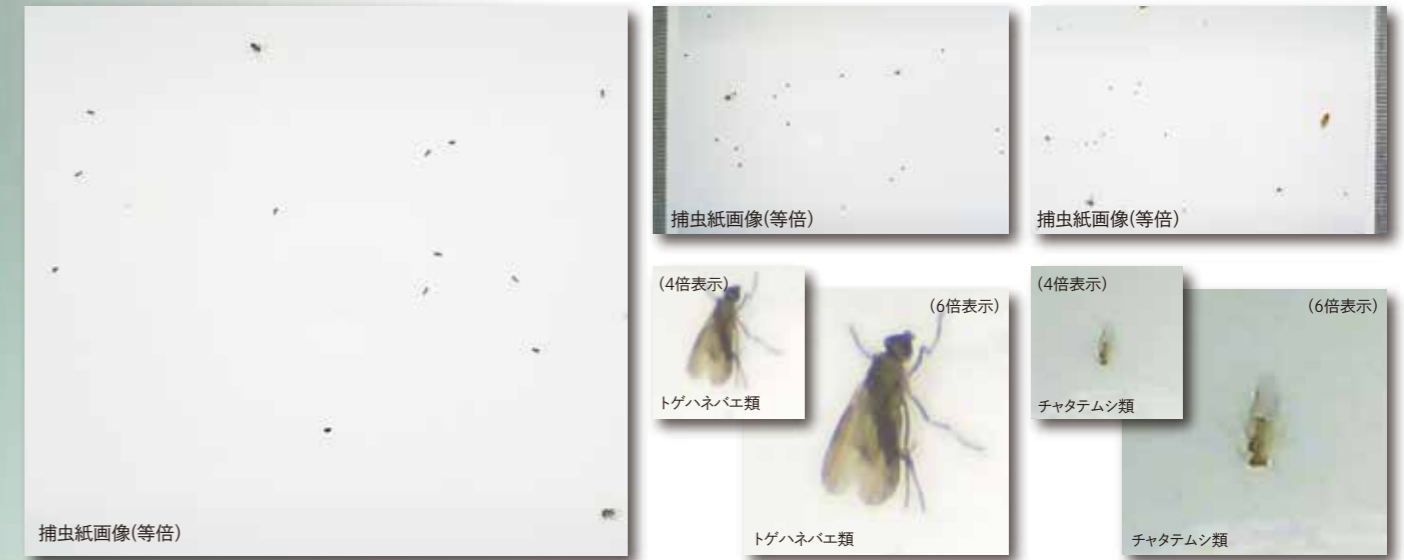 捕虫紙画像(等倍)
捕虫紙画像(等倍)
捕虫紙画像(等倍)
(4倍表示)
トゲハネバエ類
(6倍表示)
トゲハネバエ類
(4倍表示)
チャタテムシ類
(6倍表示)
チャタテムシ類